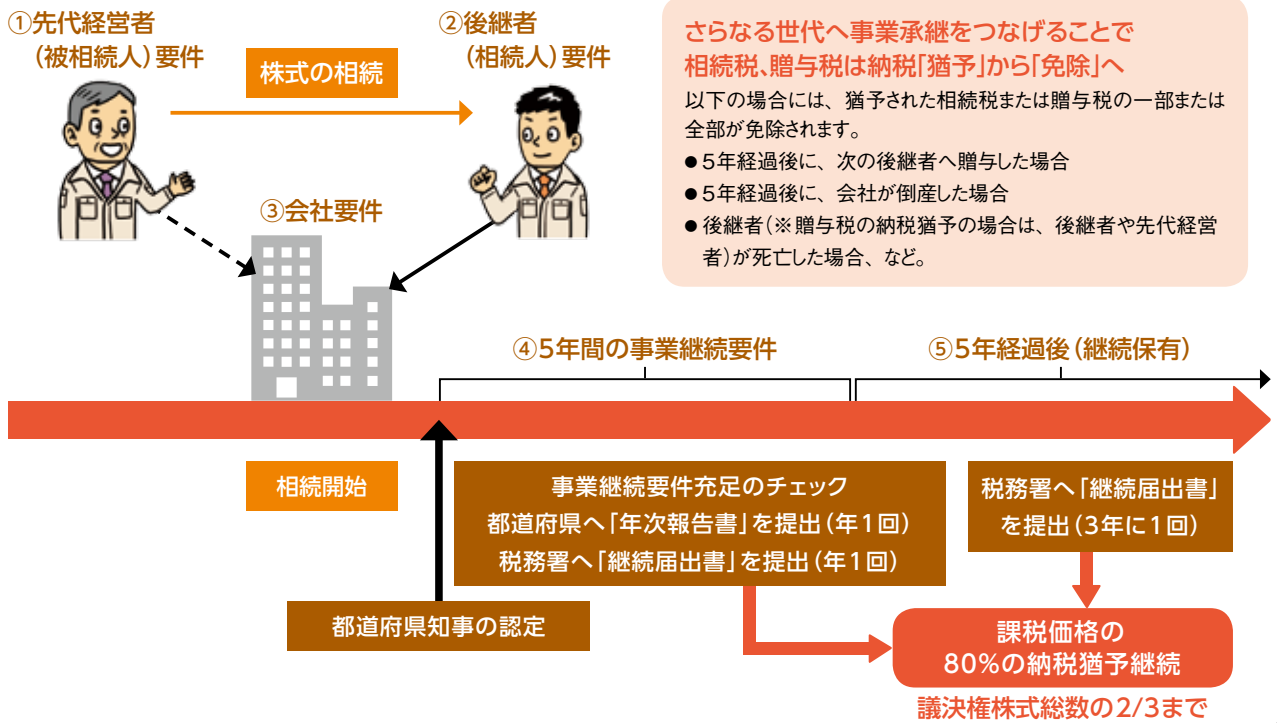 ①先代経営者
(被相続人)要件
株式の相続
②後継者
(相続人)要件
③会社要件
さらなる世代へ事業承継をつなげることで
相続税、贈与税は納税「猶予」から「免除」へ
以下の場合には、猶予された相続税または贈与税の一部または
全部が免除されます。
●5年経過後に、次の後継者へ贈与した場合
●5年経過後に、会社が倒産した場合
●後継者(※贈与税の納税猶予の場合は、後継者や先代経営
者)が死亡した場合、など。
④5年間の事業継続要件
⑤5年経過後(継続保有)
相続開始
都道府県知事の認定
事業継続要件充足のチェック
都道府県へ「年次報告書」を提出(年1回)
税務署へ「継続届出書」を提出(年1回)
税務署へ「継続届出書」
を提出(3年に1回)
課税価格の
80%の納税猶予継続
議決権株式総数の2/3まで